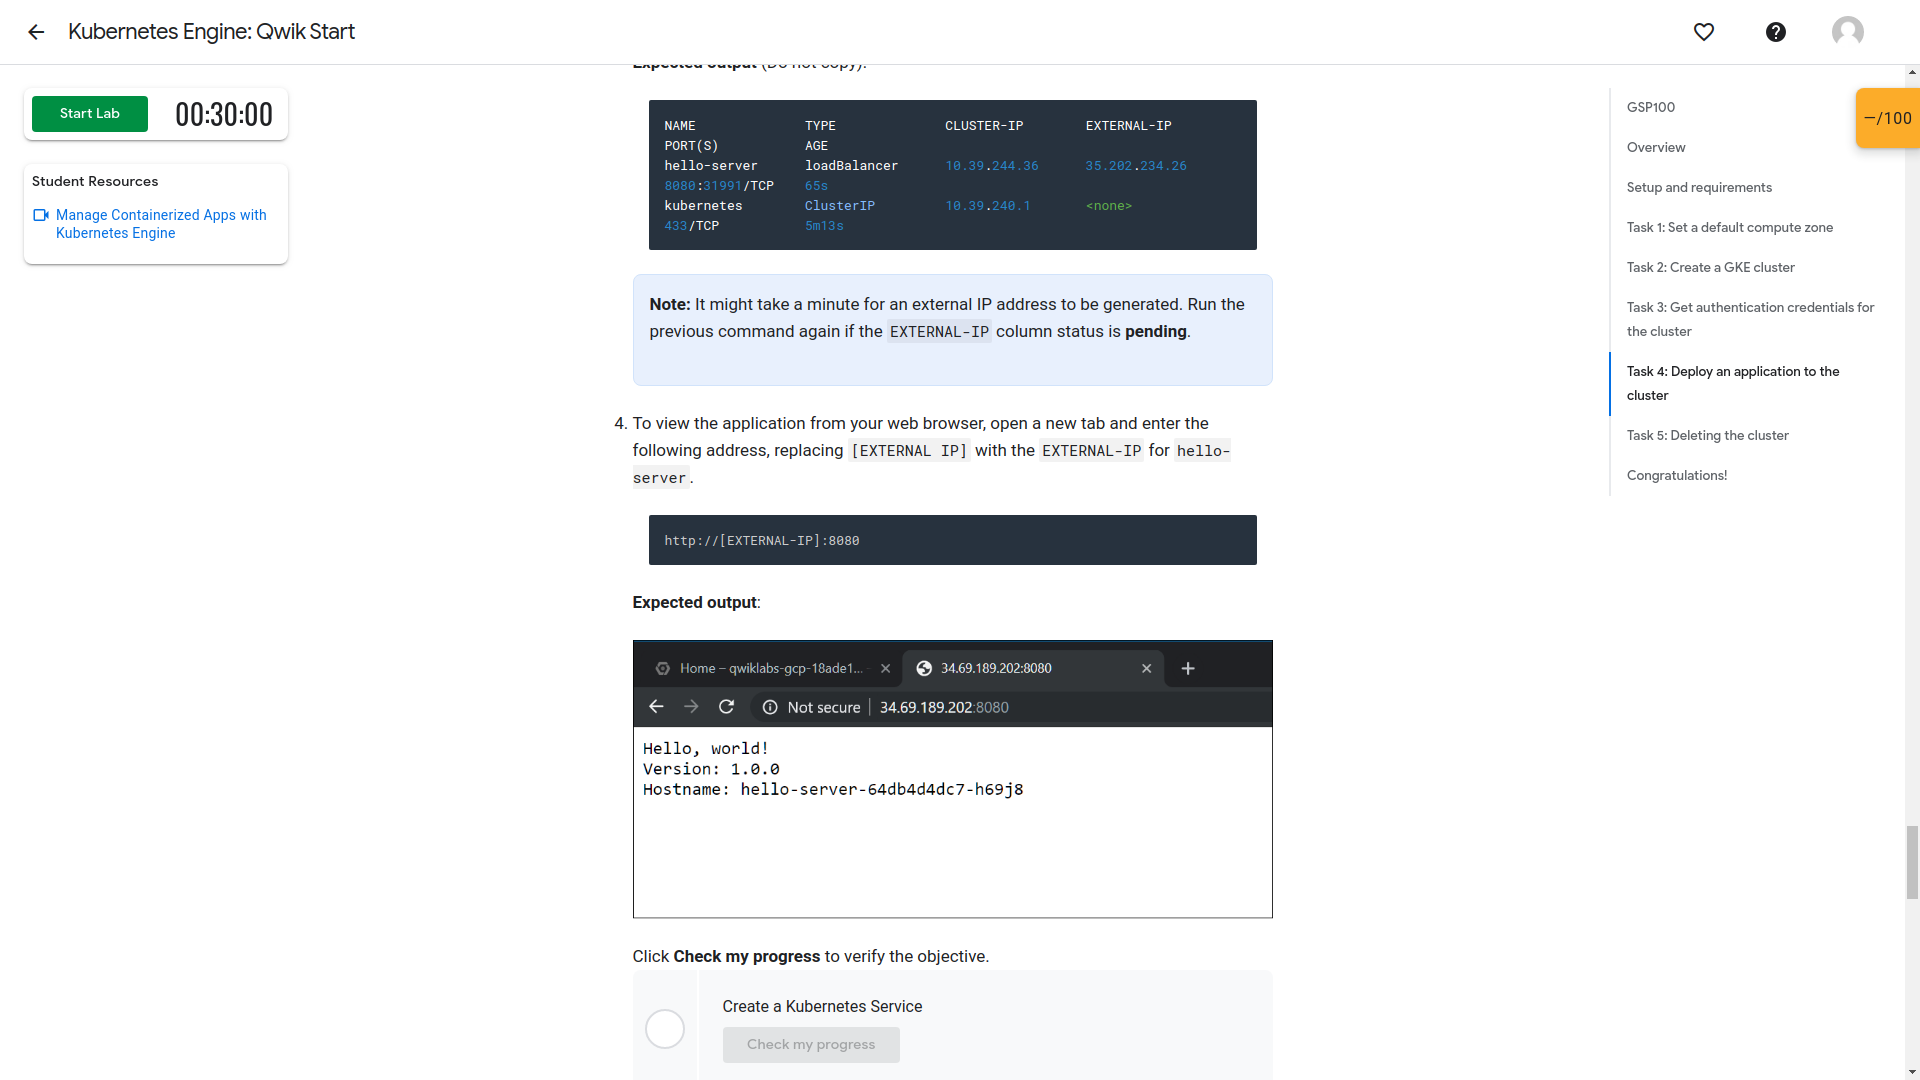 Kubernetes Engine: Qwik Start
Start Lab
00:30:00
Student Resources
Manage Containerized Apps with
Kubernetes Engine
Expected output (Do not copy):
NAME TYPE CLUSTER-IP EXTERNAL-IP
PORT(S) AGE
hello-server loadBalancer 10.39.244.36 35.202.234.26
8080:31991/TCP 65s
kubernetes ClusterIP 10.39.240.1 <none>
433/TCP 5m13s
Note: It might take a minute for an external IP address to be generated. Run the
previous command again if the EXTERNAL-IP column status is pending.
4. To view the application from your web browser, open a new tab and enter the
following address, replacing [EXTERNAL IP] with the EXTERNAL-IP for hello-
server.
http://[EXTERNAL-IP]:8080
Expected output:
Home – qwiklabs-gcp-18ade1...
34.69.189.202:8080
Not secure 34.69.189.202:8080
Hello, world!
Version: 1.0.0
Hostname: hello-server-64db4d4dc7-h69j8
Click Check my progress to verify the objective.
Create a Kubernetes Service
Check my progress
GSP100
Overview
Setup and requirements
Task 1: Set a default compute zone
Task 2: Create a GKE cluster
Task 3: Get authentication credentials for
the cluster
Task 4: Deploy an application to the
cluster
Task 5: Deleting the cluster
Congratulations!
—/100